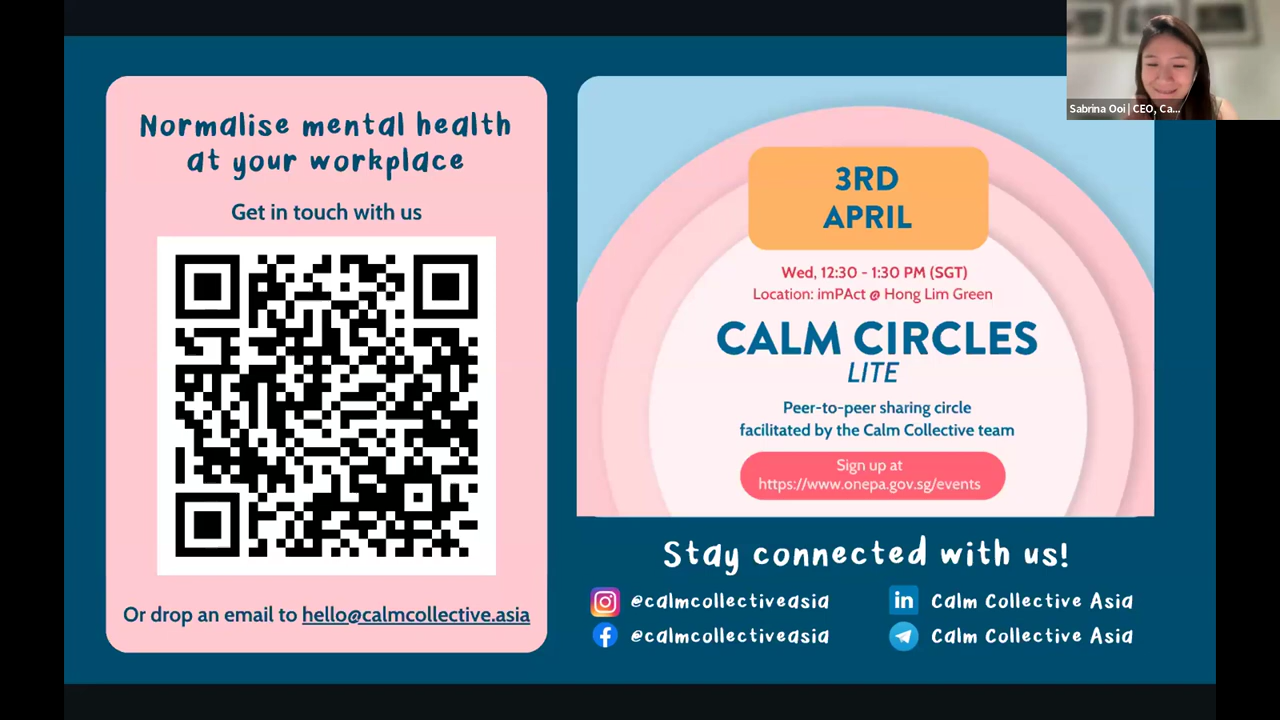 Normalise mental health
at your workplace
Get in touch with us
Or drop an email to hello@calmcollective.asia
3RD
APRIL
Wed, 12:30 - 1:30 PM (SGT)
Location: imPAct @ Hong Lim Green
CALM CIRCLES
LITE
Peer-to-peer sharing circle
facilitated by the Calm Collective team
Sign up at
https://www.onepa.gov.sg/events
Stay connected with us!
@calmcollectiveasia
in Calm Collective Asia
@calmcollectiveasia
Calm Collective Asia
Sabrina Ooi | CEO, Ca...